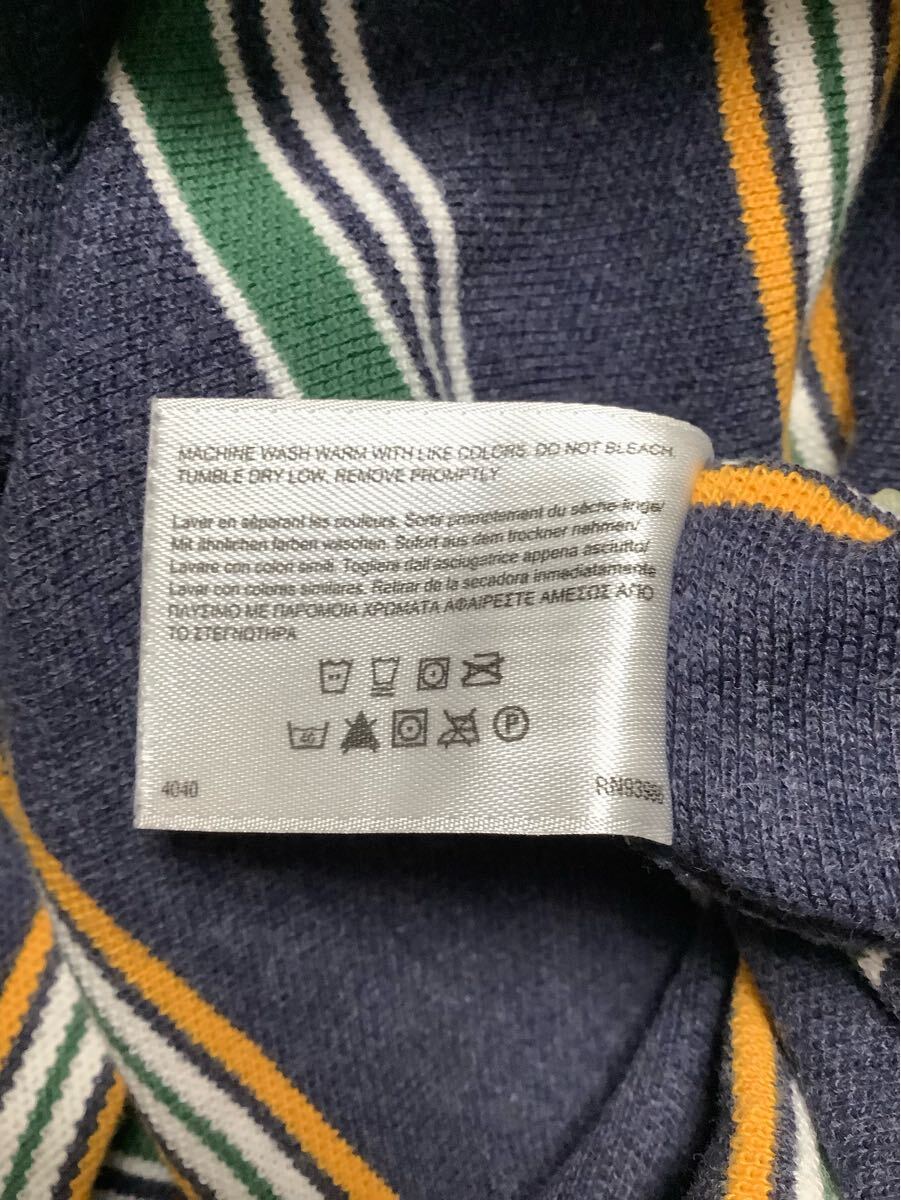 MACHINE WASH WARM WITH LIKE COLORS. DO NOT BLEACH.
TUMBLE DRY LOW. REMOVE PROMPTLY
Laver en séparant les couleurs. Sortir promptement du sèche-linge/
Mit ähnlichen farben waschen. Sofort aus dem trockner nehmen/
Lavare con colori simil. Togliere dall'asciugatrice appena asciutto/
Lavar con colores similares. Retirar de la secadora inmediatamente
ΠΛΥΣΙΜΟ ΜΕ ΠΑΡΟΜΟΙΑ ΧΡΩΜΑΤΑ ΑΦΑΙΡΕΣΤΕ ΑΜΕΣΩΣ ΑΠΟ
ΤΟ ΣΤΕΓΝΩΤΗΡΑ
40 P
4040